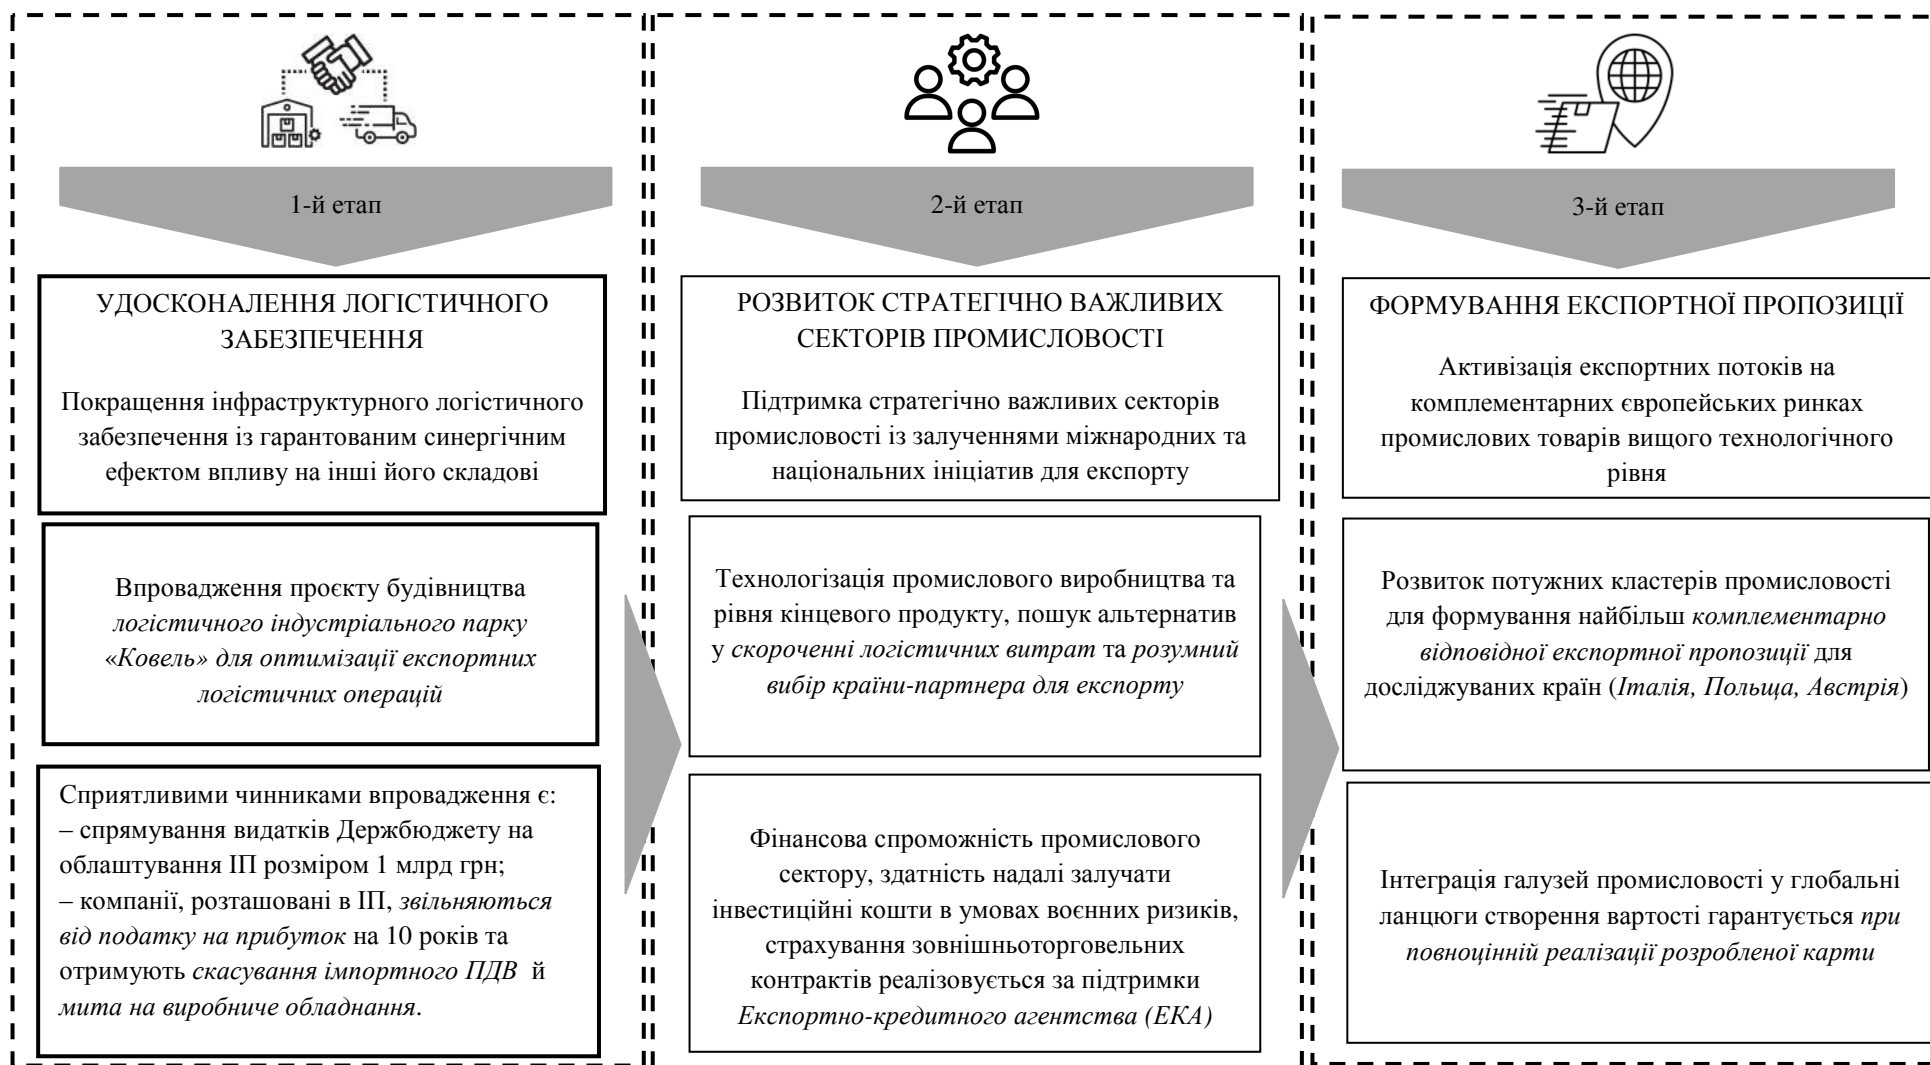 1-й етап
УДОСКОНАЛЕННЯ ЛОГІСТИЧНОГО
ЗАБЕЗПЕЧЕННЯ
Покращення інфраструктурного логістичного
забезпечення із гарантованим синергічним
ефектом впливу на інші його складові
Впровадження проєкту будівництва
логістичного індустріального парку
«Ковель» для оптимізації експортних
логістичних операцій
Сприятливими чинниками впровадження є:
– спрямування видатків Держбюджету на
облаштування ІП розміром 1 млрд грн;
– компанії, розташовані в ІП, звільняються
від податку на прибуток на 10 років та
отримують скасування імпортного ПДВ й
мита на виробниче обладнання.
2-й етап
РОЗВИТОК СТРАТЕГІЧНО ВАЖЛИВИХ
СЕКТОРІВ ПРОМИСЛОВОСТІ
Підтримка стратегічно важливих секторів
промисловості із залученнями міжнародних та
національних ініціатив для експорту
Технологізація промислового виробництва та
рівня кінцевого продукту, пошук альтернатив
у скороченні логістичних витрат та розумний
вибір країни-партнера для експорту
Фінансова спроможність промислового
сектору, здатність надалі залучати
інвестиційні кошти в умовах воєнних ризиків,
страхування зовнішньоторговельних
контрактів реалізовується за підтримки
Експортно-кредитного агентства (ЕКА)
3-й етап
ФОРМУВАННЯ ЕКСПОРТНОЇ ПРОПОЗИЦІЇ
Активізація експортних потоків на
комплементарних європейських ринках
промислових товарів вищого технологічного
рівня
Розвиток потужних кластерів промисловості
для формування найбільш комплементарно
відповідної експортної пропозиції для
досліджуваних країн (Італія, Польща, Австрія)
Інтеграція галузей промисловості у глобальні
ланцюги створення вартості гарантується при
повноцінній реалізації розробленої карти